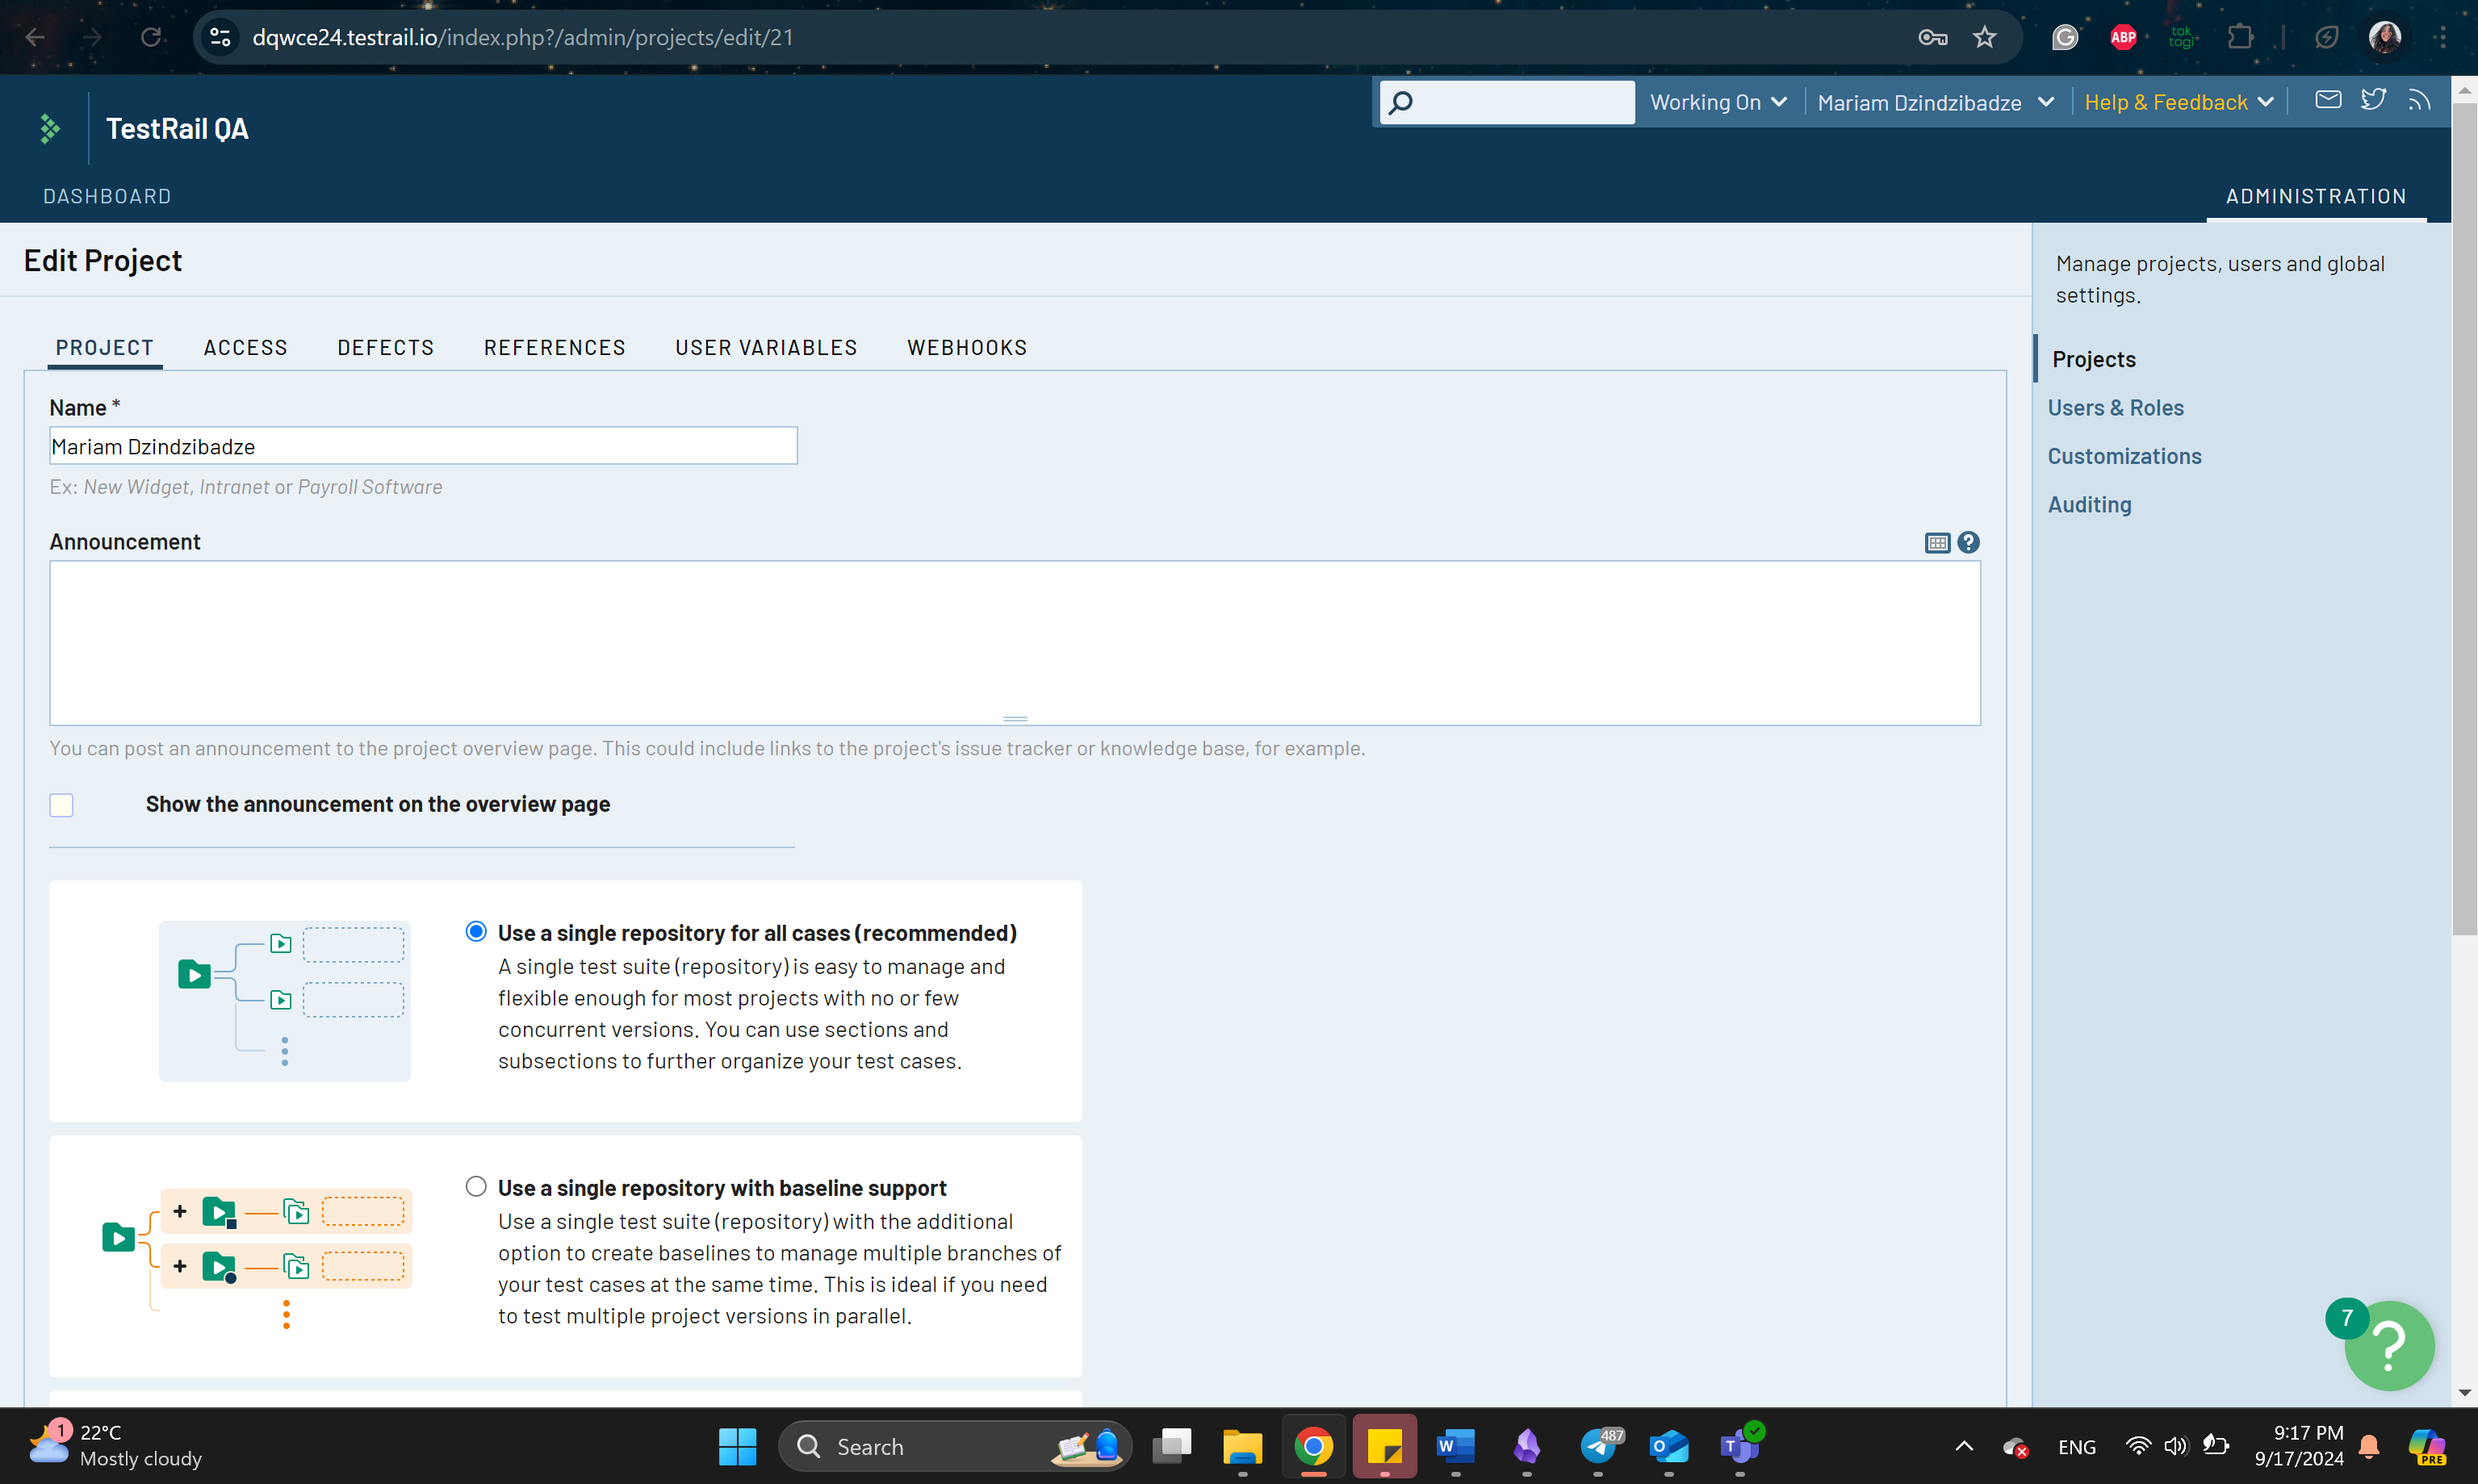 dqwce24.testrail.io/index.php?/admin/projects/edit/21
ABP
tok
togi
TestRail QA
Working On
Mariam Dzindzibadze
Help & Feedback
DASHBOARD
ADMINISTRATION
Edit Project
Manage projects, users and global
settings.
PROJECT
ACCESS
DEFECTS
REFERENCES
USER VARIABLES
WEBHOOKS
Projects
Users & Roles
Customizations
Auditing
Name *
Mariam Dzindzibadze
Ex: New Widget, Intranet or Payroll Software
Announcement
You can post an announcement to the project overview page. This could include links to the project's issue tracker or knowledge base, for example.
Show the announcement on the overview page
Use a single repository for all cases (recommended)
A single test suite (repository) is easy to manage and
flexible enough for most projects with no or few
concurrent versions. You can use sections and
subsections to further organize your test cases.
Use a single repository with baseline support
Use a single test suite (repository) with the additional
option to create baselines to manage multiple branches of
your test cases at the same time. This is ideal if you need
to test multiple project versions in parallel.
7
?
1
22°C
Mostly cloudy
Search
487
ENG
9:17 PM
9/17/2024
PRE